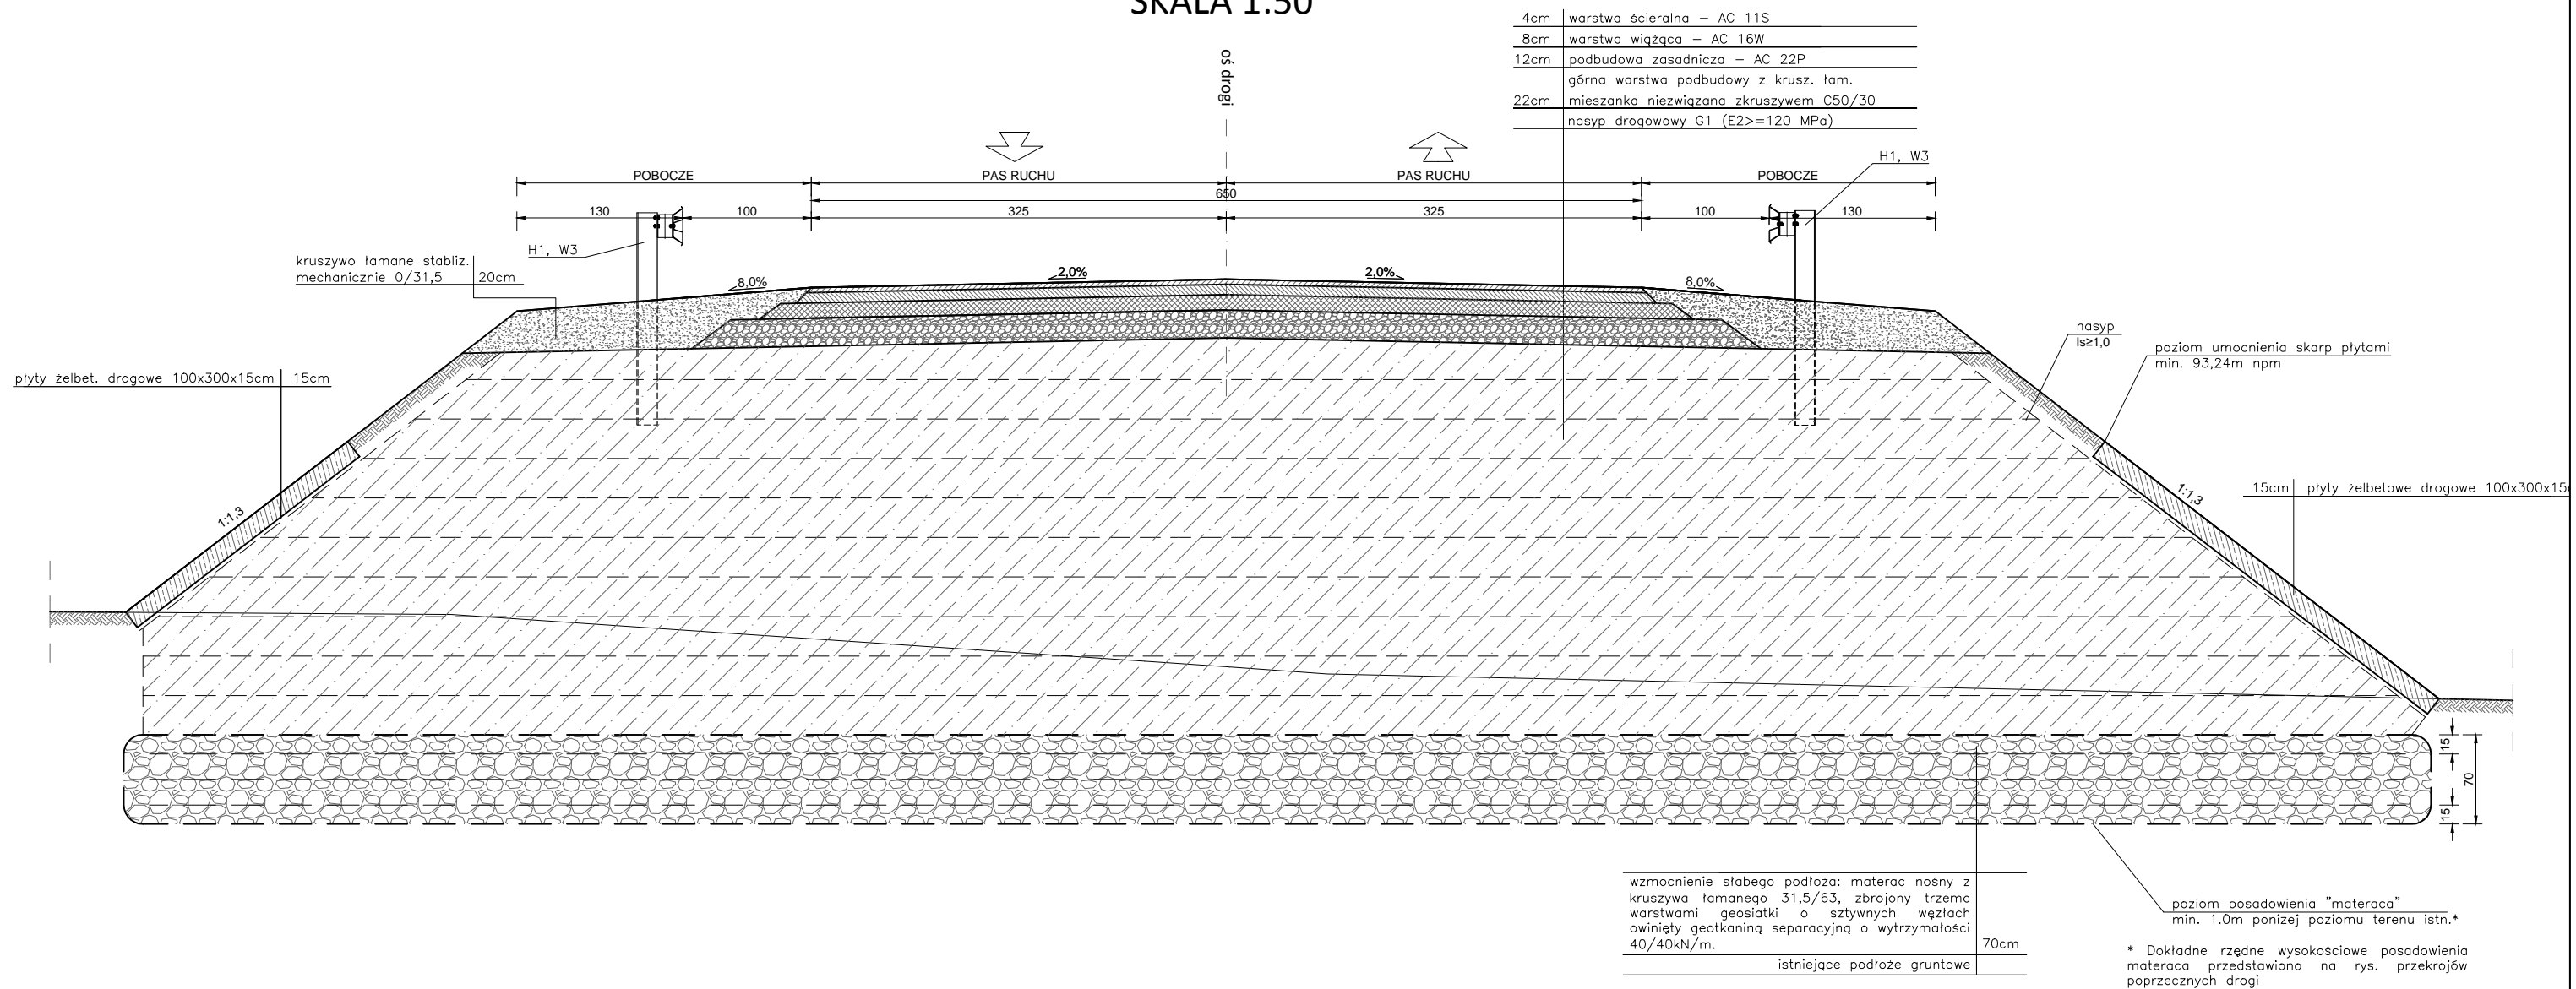 SKALA 1:50
4cm warstwa ścieralna – AC 11S
8cm warstwa wiążąca – AC 16W
12cm podbudowa zasadnicza – AC 22P
górna warstwa podbudowy z krusz. łam.
22cm mieszanka niezwiązana zkruszywem C50/30
nasyp drogowy G1 (E2>=120 MPa)
oś drogi
H1, W3
POBOCZE
PAS RUCHU
PAS RUCHU
POBOCZE
650
130
100
325
325
100
130
H1, W3
kruszywo łamane stabliz.
mechanicznie 0/31,5 20cm
8,0%
2,0%
2,0%
8,0%
nasyp
Is≥1,0
poziom umocnienia skarp płytami
min. 93,24m npm
płyty żelbet. drogowe 100x300x15cm 15cm
1:1,3
1:1,3
15cm płyty żelbetowe drogowe 100x300x15
15
70
15
wzmocnienie słabego podłoża: materac nośny z
kruszywa łamanego 31,5/63, zbrojony trzema
warstwami geosiatki o sztywnych węzłach
owinięty geotkaniną separacyjną o wytrzymałości
40/40kN/m. 70cm
istniejące podłoże gruntowe
poziom posadowienia "materaca"
min. 1.0m poniżej poziomu terenu istn.*
* Dokładne rzędne wysokościowe posadowienia
materaca przedstawiono na rys. przekrojów
poprzecznych drogi